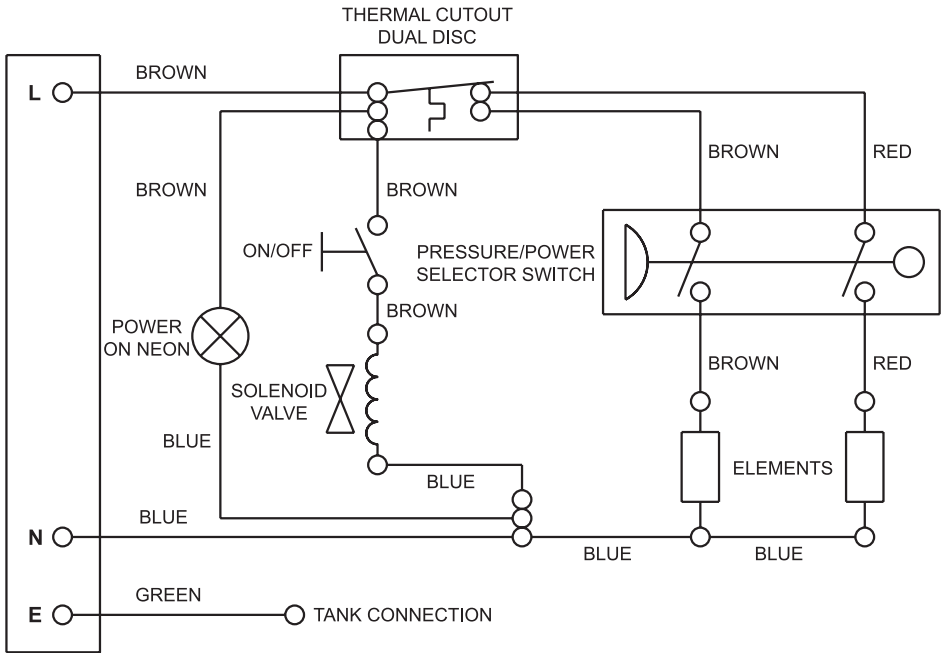 THERMAL CUTOUT
DUAL DISC
BROWN
L
BROWN
RED
BROWN
BROWN
ON/OFF
PRESSURE/POWER
SELECTOR SWITCH
BROWN
POWER
ON NEON
BROWN
RED
SOLENOID
VALVE
BLUE
ELEMENTS
BLUE
N
BLUE
BLUE
BLUE
GREEN
E
TANK CONNECTION